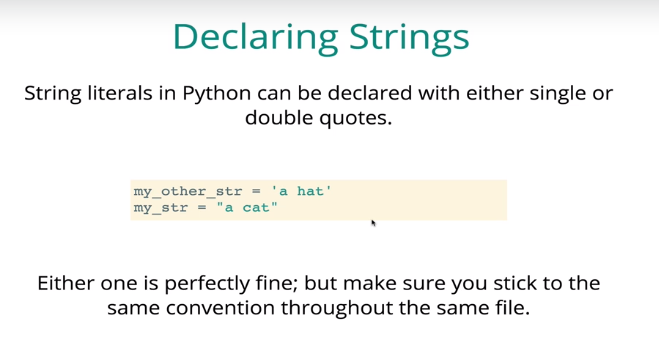 Declaring Strings
String literals in Python can be declared with either single or
double quotes.
my_other_str = 'a hat'
my_str = "a cat"
Either one is perfectly fine; but make sure you stick to the
same convention throughout the same file.